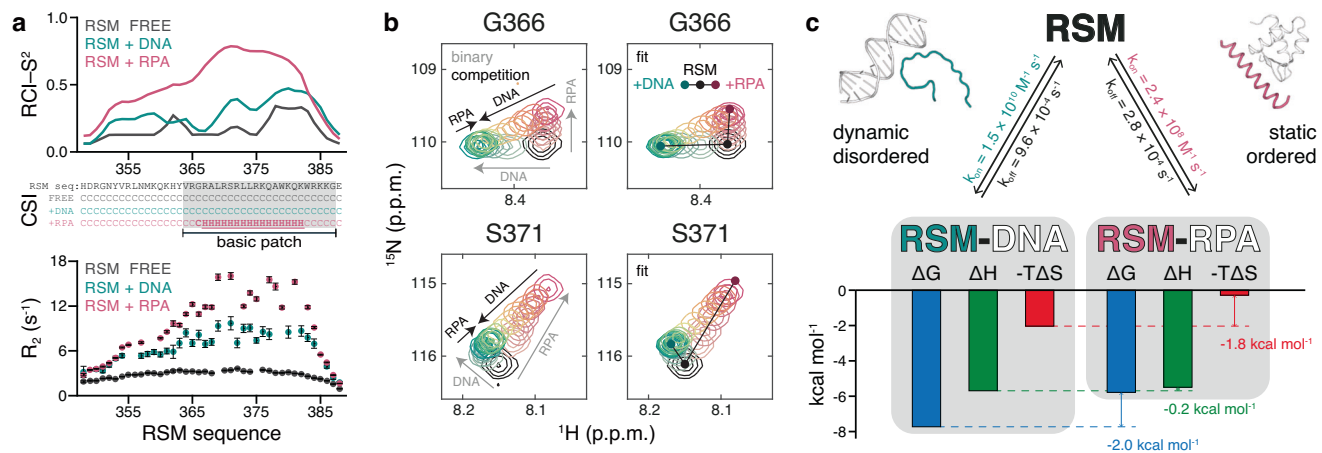 a
1.0
RSM FREE
RSM + DNA
RSM + RPA
RCI–S²
0.5
0.0
355 365 375 385
CSI
RSM seq:HDRGNYVRLNMKQKHYVRGRALRSRLLRKQAWKQKWRKKGE
FREE CCCCCCCCCCCCCCCCCCCCCCCCCCCCCCCCCCCCCCCCC
+DNA CCCCCCCCCCCCCCCCCCCCCCCCCCCCCCCCCCCCCCCCC
+RPA CCCCCCCCCCCCCCCCCCCHHHHHHHHHHHHHHHHCCCCCC
basic patch
18
RSM FREE
RSM + DNA
RSM + RPA
12
R₂ (s⁻¹)
6
0
355 365 375 385
RSM sequence
b
G366 G366
109 109
binary
competition
RPA DNA
RPA
fit
RSM
+DNA +RPA
110 110
DNA
8.4 8.4
¹⁵N (p.p.m.)
S371 S371
115 115
fit
DNA
RPA
RPA
DNA
116 116
8.2 8.1 8.2 8.1
¹H (p.p.m.)
c
RSM
dynamic
disordered
kon = 1.5 × 10¹⁰ M⁻¹ s⁻¹
koff = 9.6 × 10⁻⁴ s⁻¹
kon = 2.4 × 10⁸ M⁻¹ s⁻¹
koff = 2.8 × 10⁻⁴ s⁻¹
static
ordered
RSM-DNA RSM-RPA
ΔG ΔH -TΔS ΔG ΔH -TΔS
0
-2
-4
-6
-8
kcal mol⁻¹
-1.8 kcal mol⁻¹
-0.2 kcal mol⁻¹
-2.0 kcal mol⁻¹